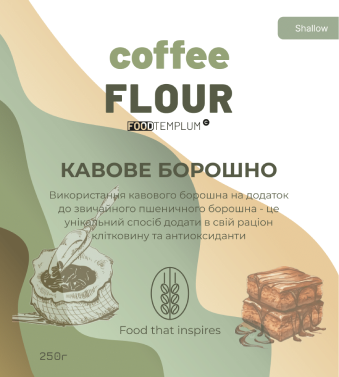 Shallow
coffee
FLOUR
FOODTEMPLUM C
КАВОВЕ БОРОШНО
Використання кавового борошна на додаток
до звичайного пшеничного борошна - це
унікальний спосіб додати в свій раціон
клітковину та антиоксиданти
Food that inspires
250г